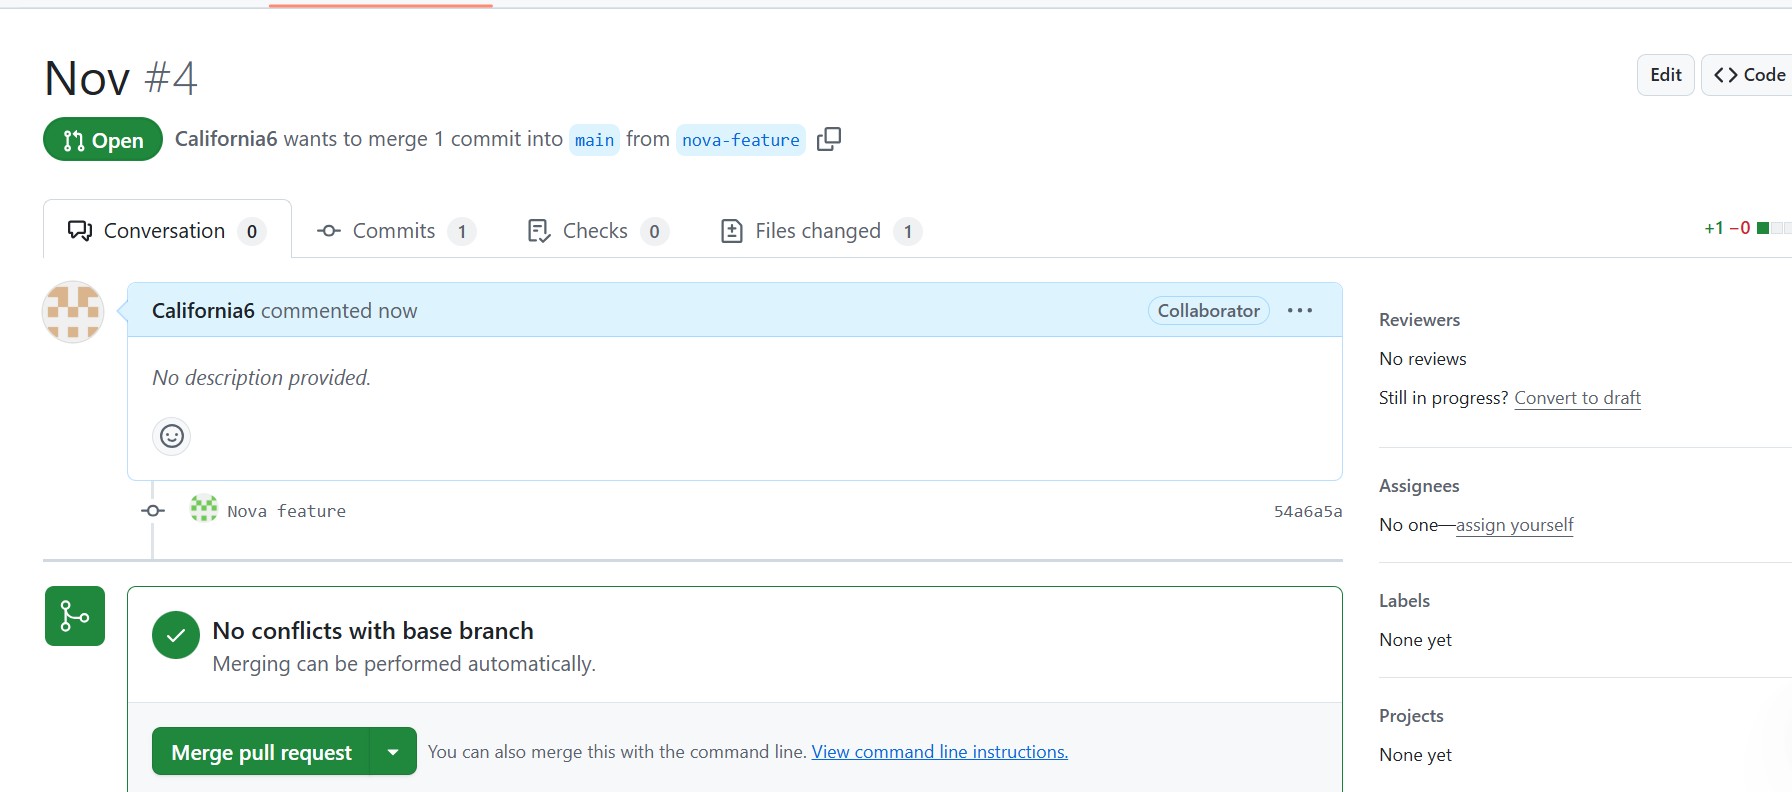 Nov #4
Edit
Code
Open
California6 wants to merge 1 commit into main from nova-feature
Conversation 0
Commits 1
Checks 0
Files changed 1
+1 −0
California6 commented now
Collaborator
No description provided.
Nova feature
54a6a5a
No conflicts with base branch
Merging can be performed automatically.
Merge pull request
You can also merge this with the command line. View command line instructions.
Reviewers
No reviews
Still in progress? Convert to draft
Assignees
No one—assign yourself
Labels
None yet
Projects
None yet